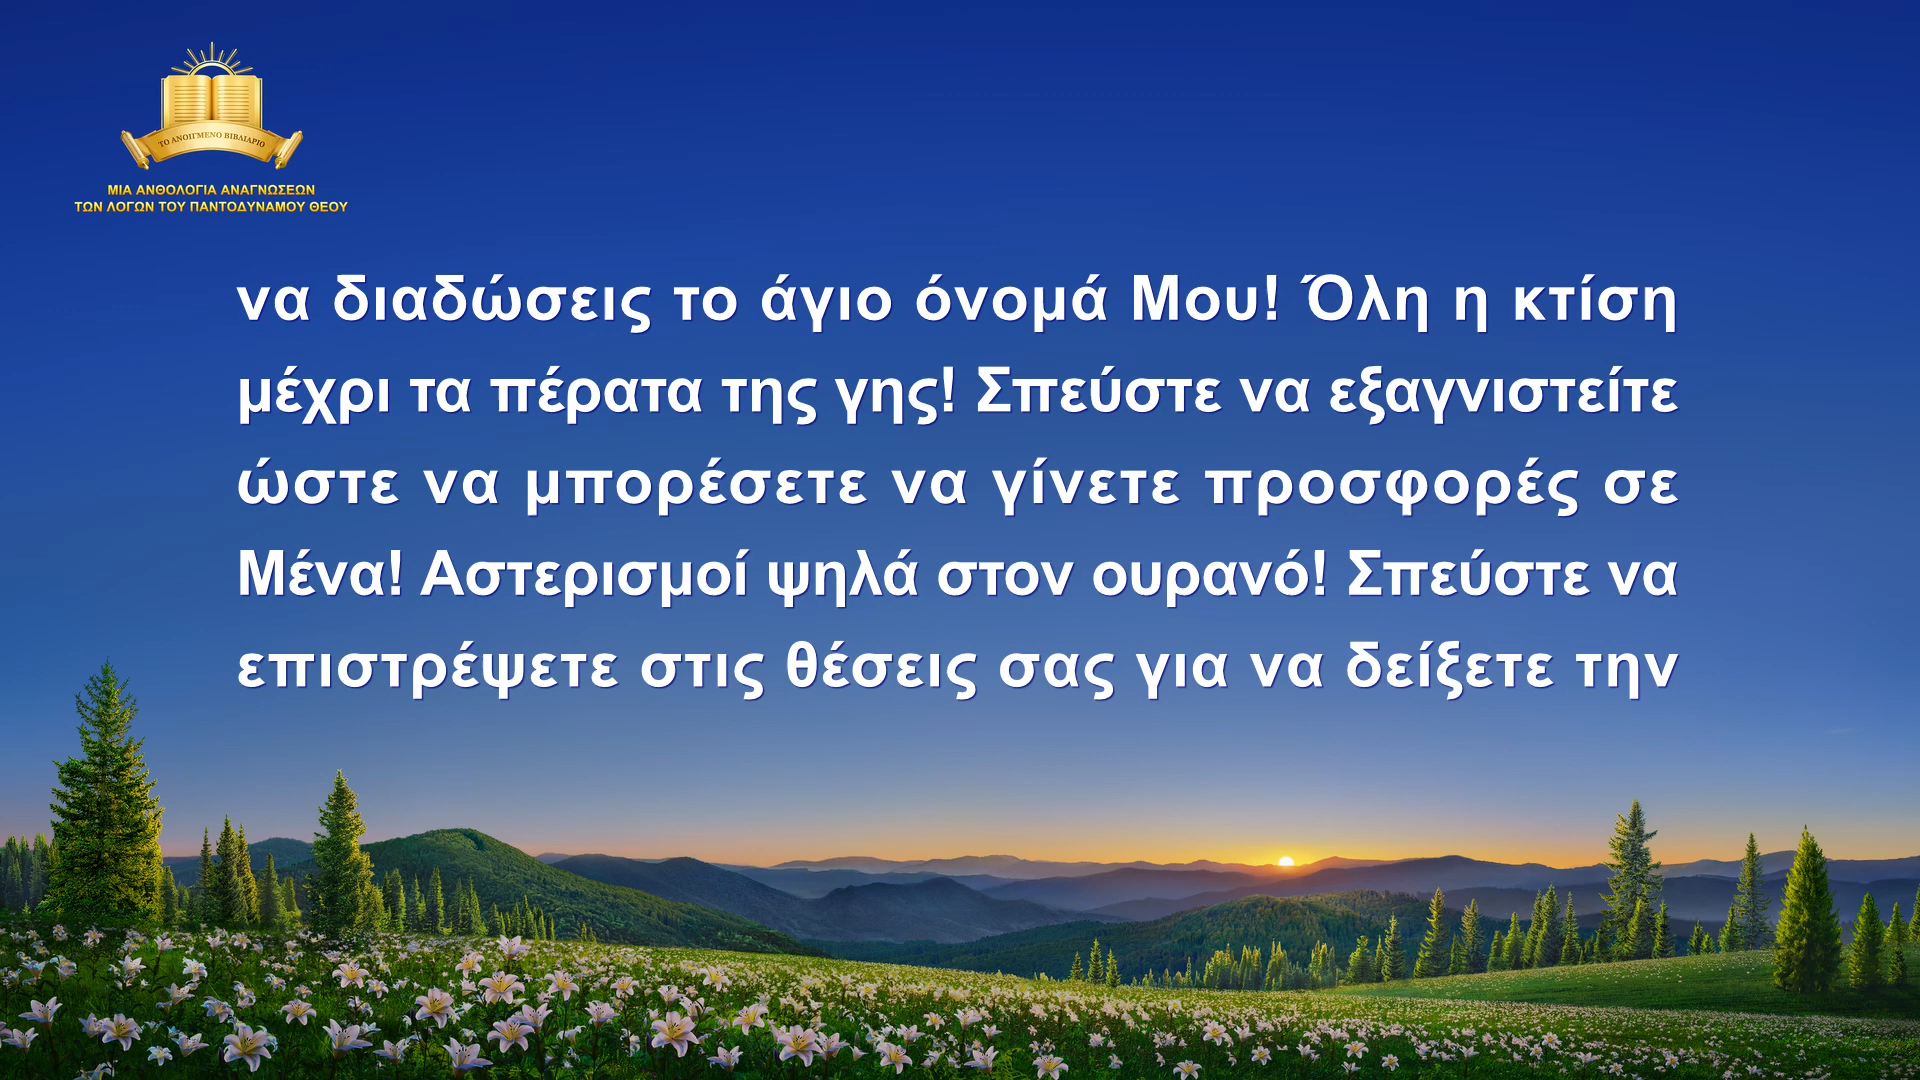 ΤΟ ΑΝΟΙΓΜΕΝΟ ΒΙΒΛΙΑΡΙΟ
ΜΙΑ ΑΝΘΟΛΟΓΙΑ ΑΝΑΓΝΩΣΕΩΝ
ΤΩΝ ΛΟΓΩΝ ΤΟΥ ΠΑΝΤΟΔΥΝΑΜΟΥ ΘΕΟΥ
να διαδώσεις το άγιο όνομά Μου! Όλη η κτίση
μέχρι τα πέρατα της γης! Σπεύστε να εξαγνιστείτε
ώστε να μπορέσετε να γίνετε προσφορές σε
Μένα! Αστερισμοί ψηλά στον ουρανό! Σπεύστε να
επιστρέψετε στις θέσεις σας για να δείξετε την